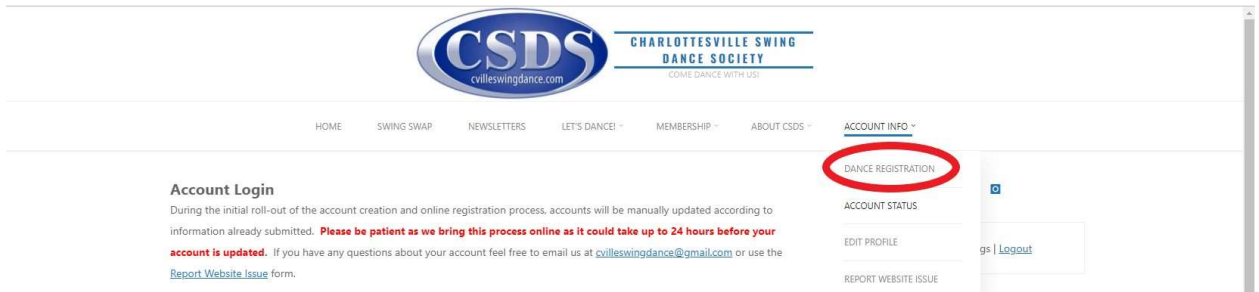 CSDS
cvilleswingdance.com
CHARLOTTESVILLE SWING
DANCE SOCIETY
COME DANCE WITH US!
HOME SWING SWAP NEWSLETTERS LET'S DANCE! MEMBERSHIP ABOUT CSDS ACCOUNT INFO
DANCE REGISTRATION
ACCOUNT STATUS
EDIT PROFILE
REPORT WEBSITE ISSUE
Account Login
During the initial roll-out of the account creation and online registration process, accounts will be manually updated according to
information already submitted. Please be patient as we bring this process online as it could take up to 24 hours before your
account is updated. If you have any questions about your account feel free to email us at cvilleswingdance@gmail.com or use the
Report Website Issue form.
gs | Logout